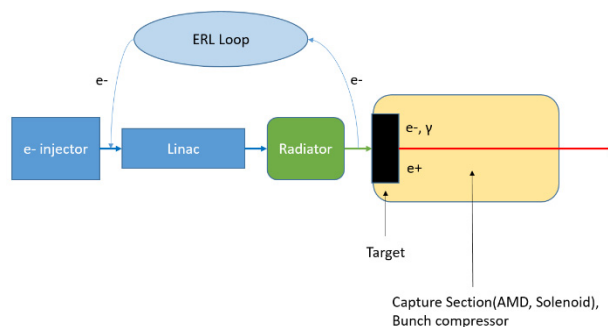 ERL Loop
e-
e-
e- injector
Linac
Radiator
e-, γ
e+
Target
Capture Section(AMD, Solenoid),
Bunch compressor